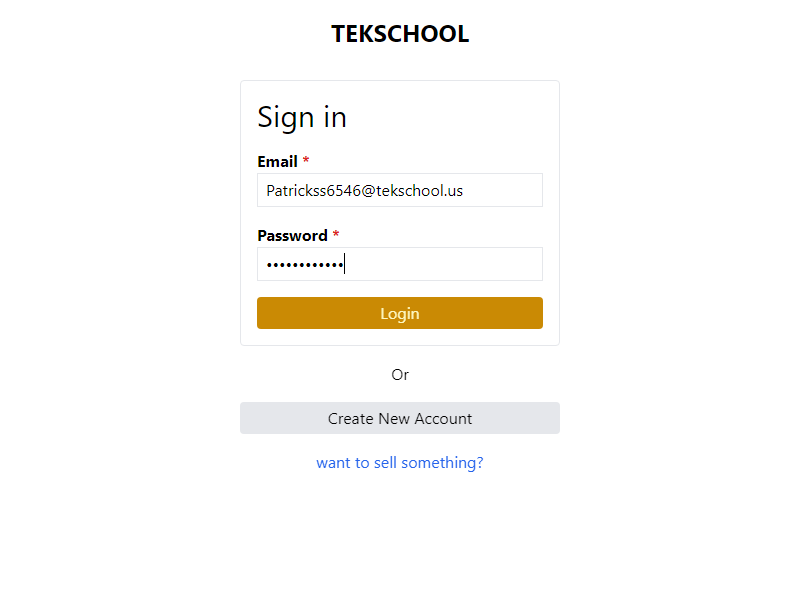 TEKSCHOOL
Sign in
Email *
Patrickss6546@tekschool.us
Password *
••••••••••••
Login
Or
Create New Account
want to sell something?